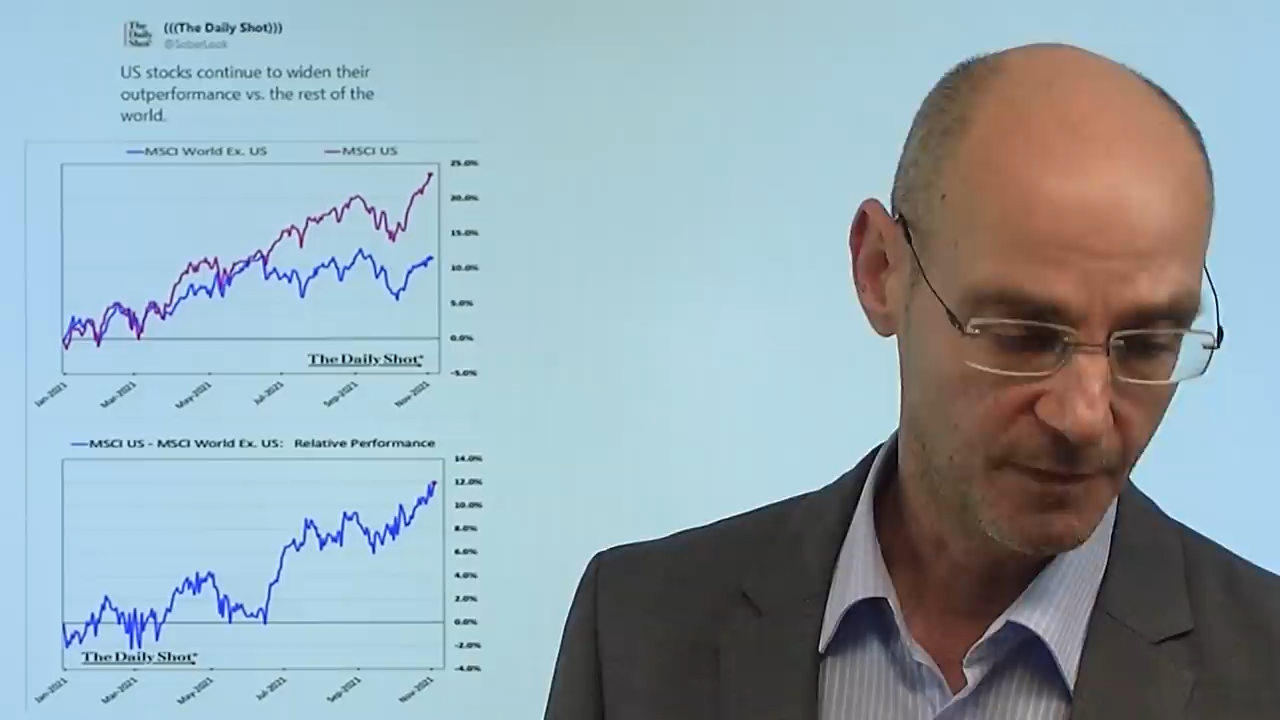 The Daily Shot
(((The Daily Shot)))
@SoberLook
US stocks continue to widen their
outperformance vs. the rest of the
world.
MSCI World Ex. US MSCI US
25.0%
20.0%
15.0%
10.0%
5.0%
0.0%
-5.0%
The Daily Shot
Jan-2021 Mar-2021 May-2021 Jul-2021 Sep-2021 Nov-2021
MSCI US - MSCI World Ex. US: Relative Performance
14.0%
12.0%
10.0%
8.0%
6.0%
4.0%
2.0%
0.0%
-2.0%
-4.0%
The Daily Shot
Jan-2021 Mar-2021 May-2021 Jul-2021 Sep-2021 Nov-2021